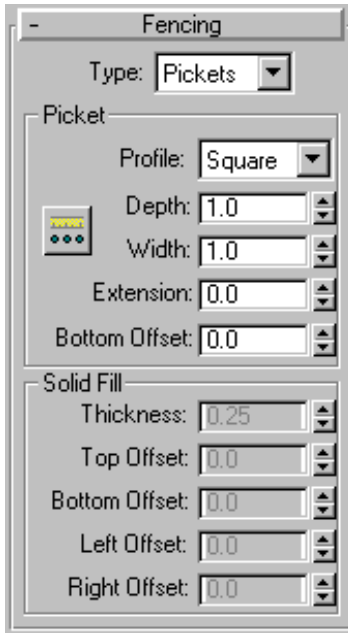 - Fencing
Type: Pickets
Picket
Profile: Square
Depth: 1.0
Width: 1.0
Extension: 0.0
Bottom Offset: 0.0
Solid Fill
Thickness: 0.25
Top Offset: 0.0
Bottom Offset: 0.0
Left Offset: 0.0
Right Offset: 0.0